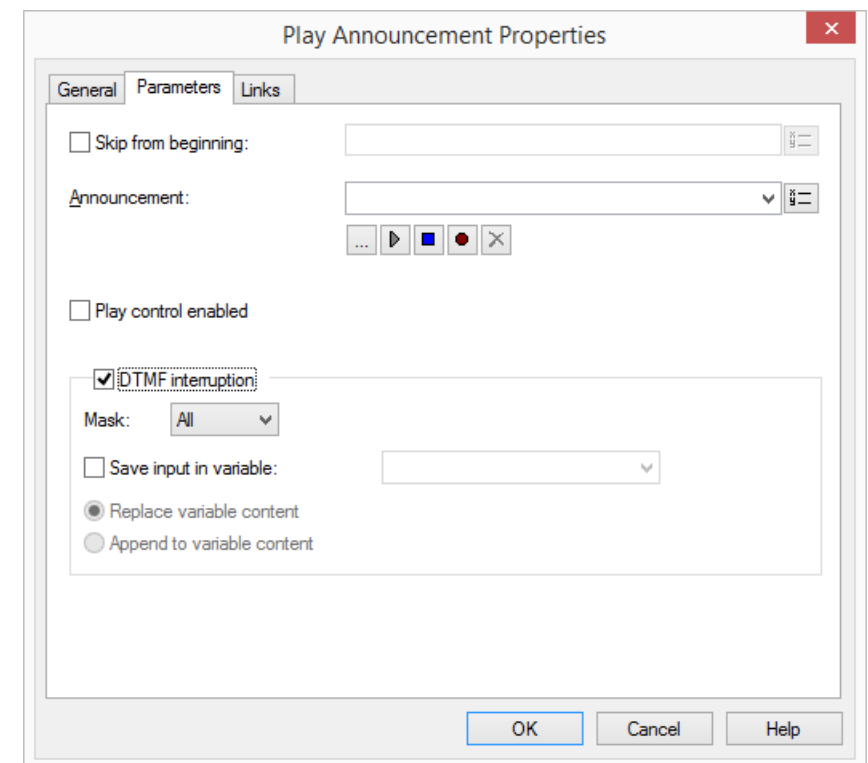 Play Announcement Properties
General Parameters Links
Skip from beginning:
Announcement:
...
Play control enabled
DTMF interruption
Mask: All
Save input in variable:
Replace variable content
Append to variable content
OK Cancel Help